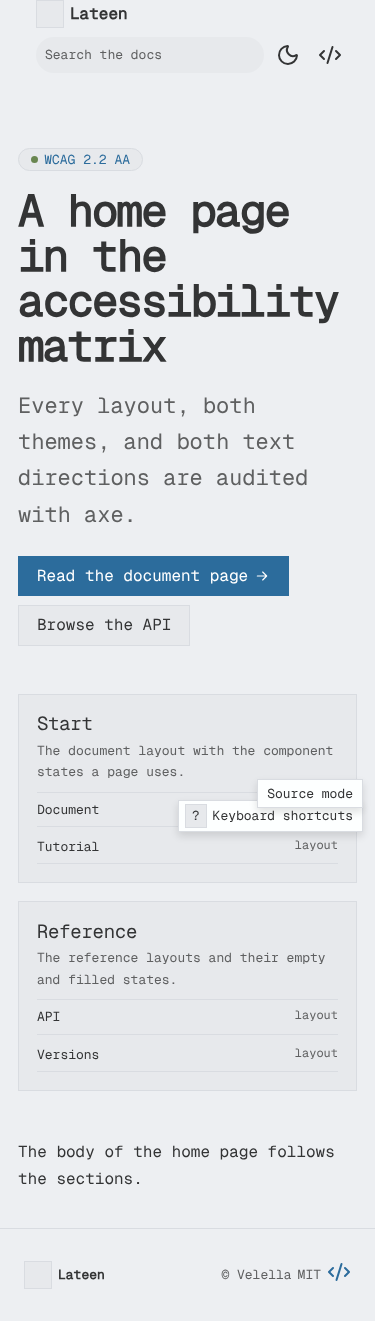 Lateen
Search the docs
WCAG 2.2 AA
A home page
in the
accessibility
matrix
Every layout, both
themes, and both text
directions are audited
with axe.
Read the document page →
Browse the API
Start
The document layout with the component
states a page uses.
Source mode
Document
? Keyboard shortcuts
Tutorial layout
Reference
The reference layouts and their empty
and filled states.
API layout
Versions layout
The body of the home page follows
the sections.
Lateen © Velella MIT